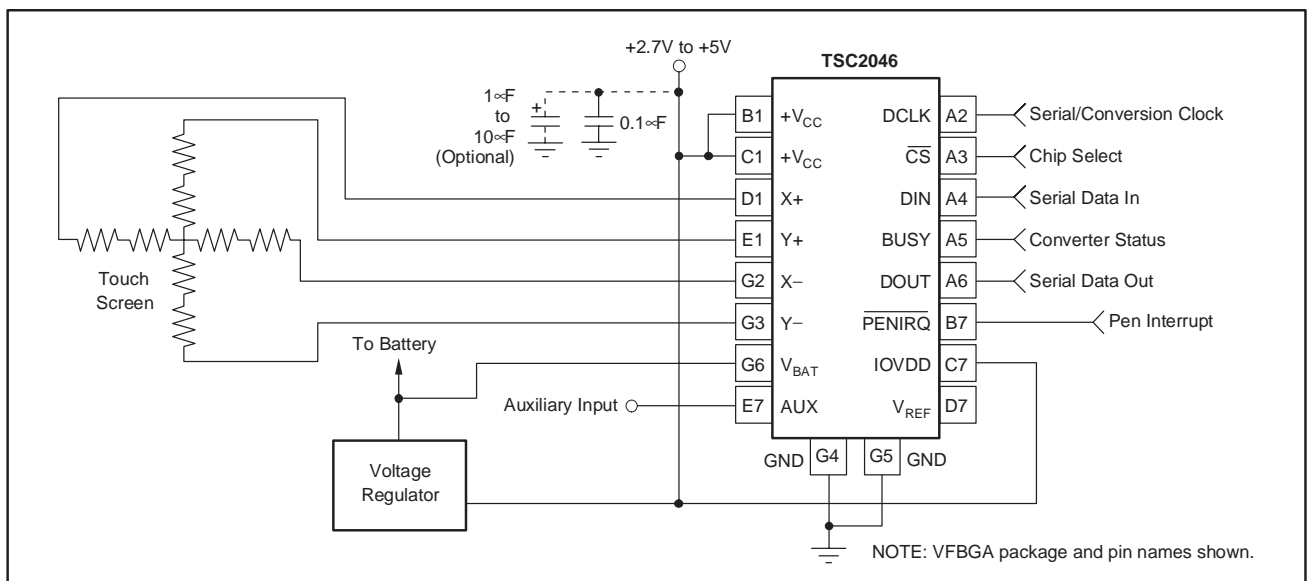 +2.7V to +5V
TSC2046
1∝F
to
10∝F
(Optional)
+
0.1∝F
B1 +VCC DCLK A2 Serial/Conversion Clock
C1 +VCC C̅S̅ A3 Chip Select
D1 X+ DIN A4 Serial Data In
E1 Y+ BUSY A5 Converter Status
Touch
Screen
G2 X− DOUT A6 Serial Data Out
G3 Y− P̅E̅N̅I̅R̅Q̅ B7 Pen Interrupt
To Battery
G6 VBAT IOVDD C7
Auxiliary Input E7 AUX VREF D7
GND G4 G5 GND
Voltage
Regulator
NOTE: VFBGA package and pin names shown.